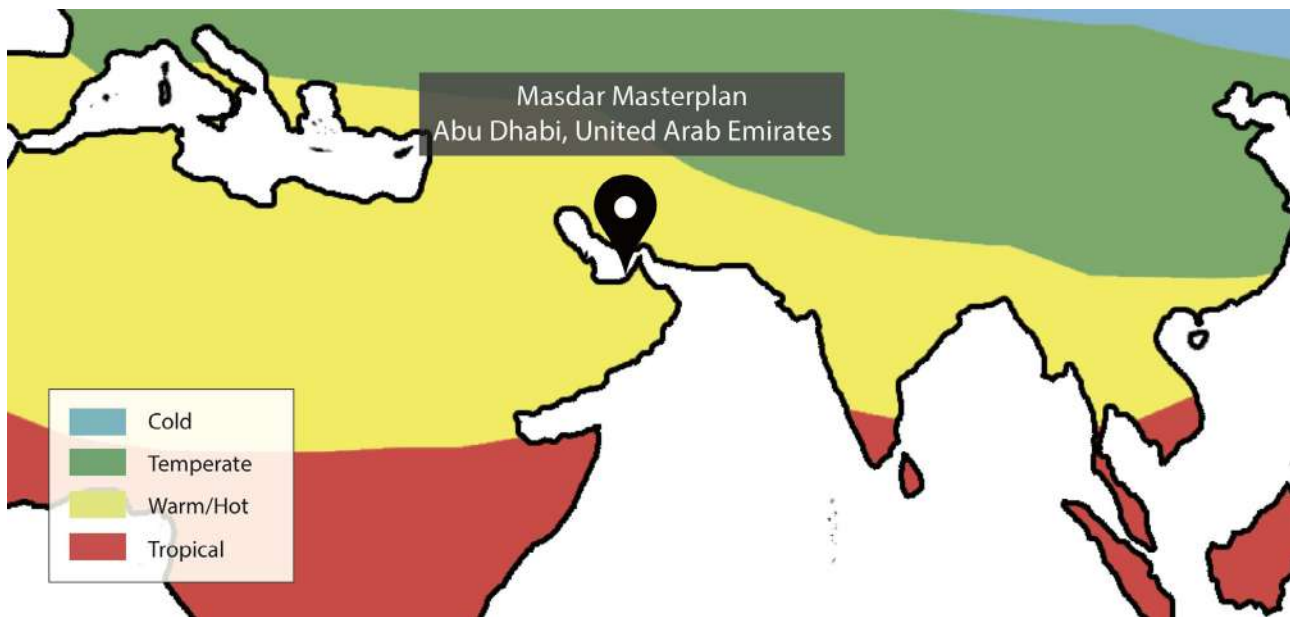 Masdar Masterplan
Abu Dhabi, United Arab Emirates
Cold
Temperate
Warm/Hot
Tropical